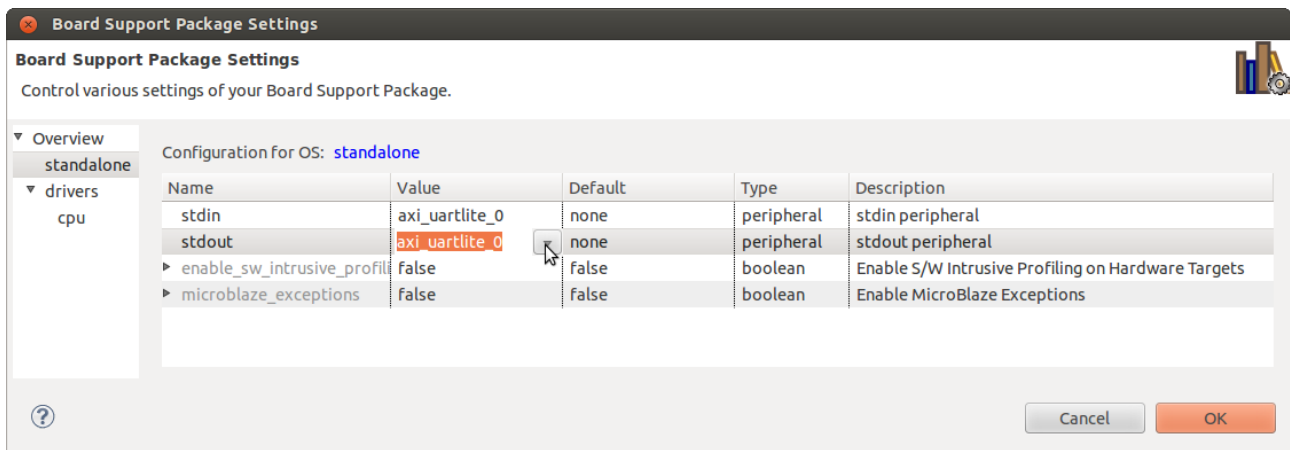 Board Support Package Settings
Board Support Package Settings
Control various settings of your Board Support Package.
Overview
standalone
drivers
cpu
Configuration for OS: standalone
Name Value Default Type Description
stdin axi_uartlite_0 none peripheral stdin peripheral
stdout axi_uartlite_0 none peripheral stdout peripheral
enable_sw_intrusive_profili false false boolean Enable S/W Intrusive Profiling on Hardware Targets
microblaze_exceptions false false boolean Enable MicroBlaze Exceptions
? Cancel OK